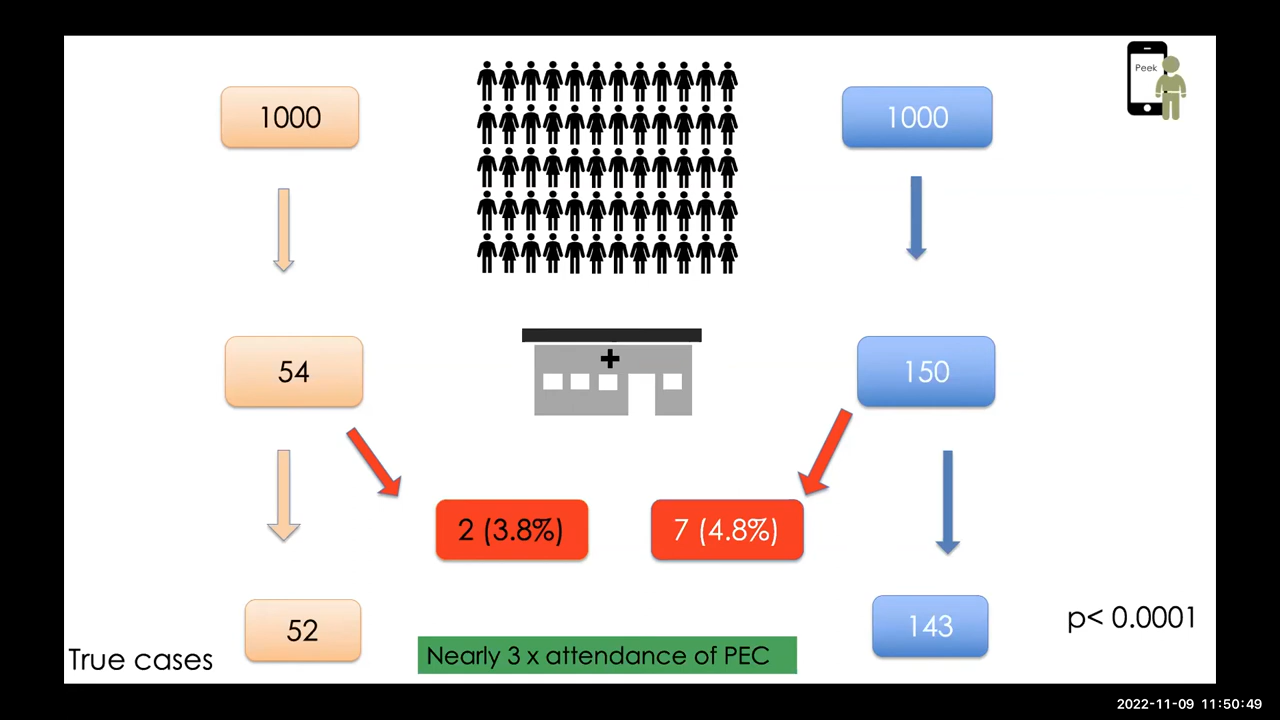 Peek
1000
1000
54
150
2 (3.8%)
7 (4.8%)
52
143
p< 0.0001
True cases
Nearly 3 x attendance of PEC
2022-11-09 11:50:49